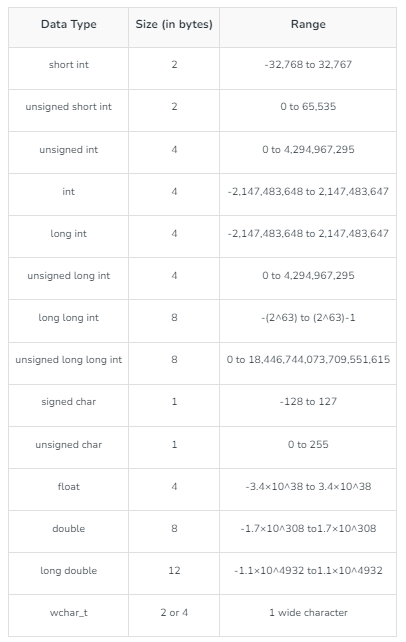 Data Type Size (in bytes) Range
short int 2 -32,768 to 32,767
unsigned short int 2 0 to 65,535
unsigned int 4 0 to 4,294,967,295
int 4 -2,147,483,648 to 2,147,483,647
long int 4 -2,147,483,648 to 2,147,483,647
unsigned long int 4 0 to 4,294,967,295
long long int 8 -(2^63) to (2^63)-1
unsigned long long int 8 0 to 18,446,744,073,709,551,615
signed char 1 -128 to 127
unsigned char 1 0 to 255
float 4 -3.4×10^38 to 3.4×10^38
double 8 -1.7×10^308 to1.7×10^308
long double 12 -1.1×10^4932 to1.1×10^4932
wchar_t 2 or 4 1 wide character